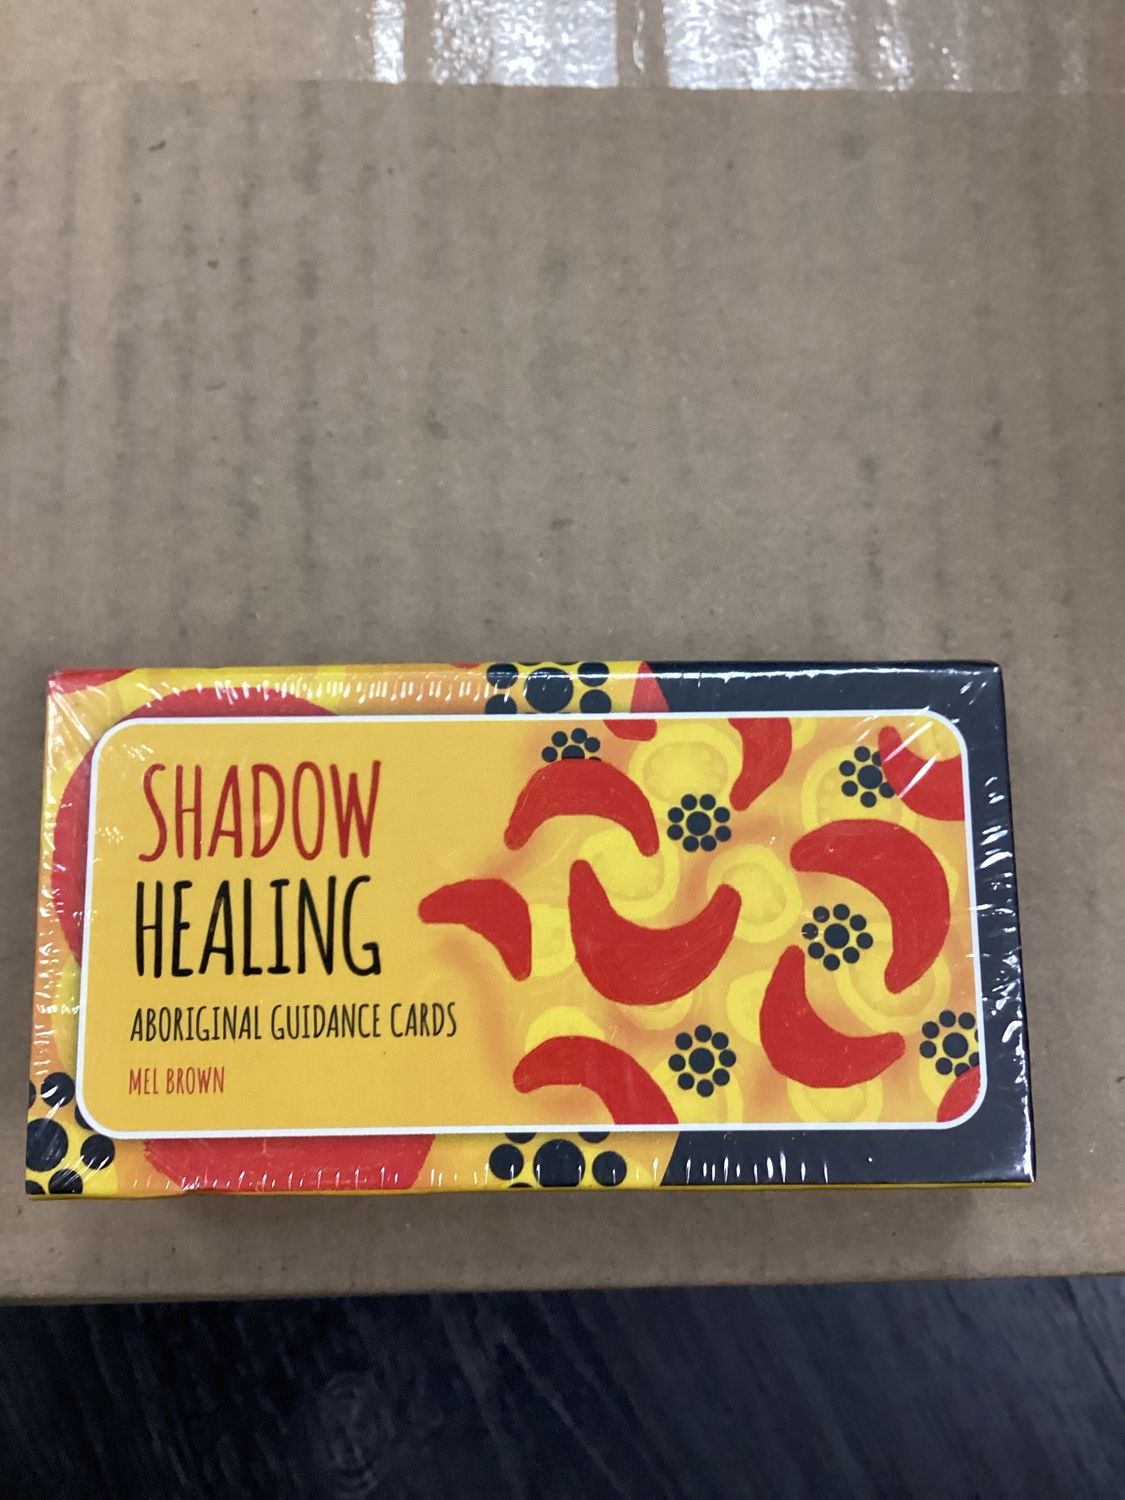 SHADOW
HEALING
ABORIGINAL GUIDANCE CARDS
MEL BROWN